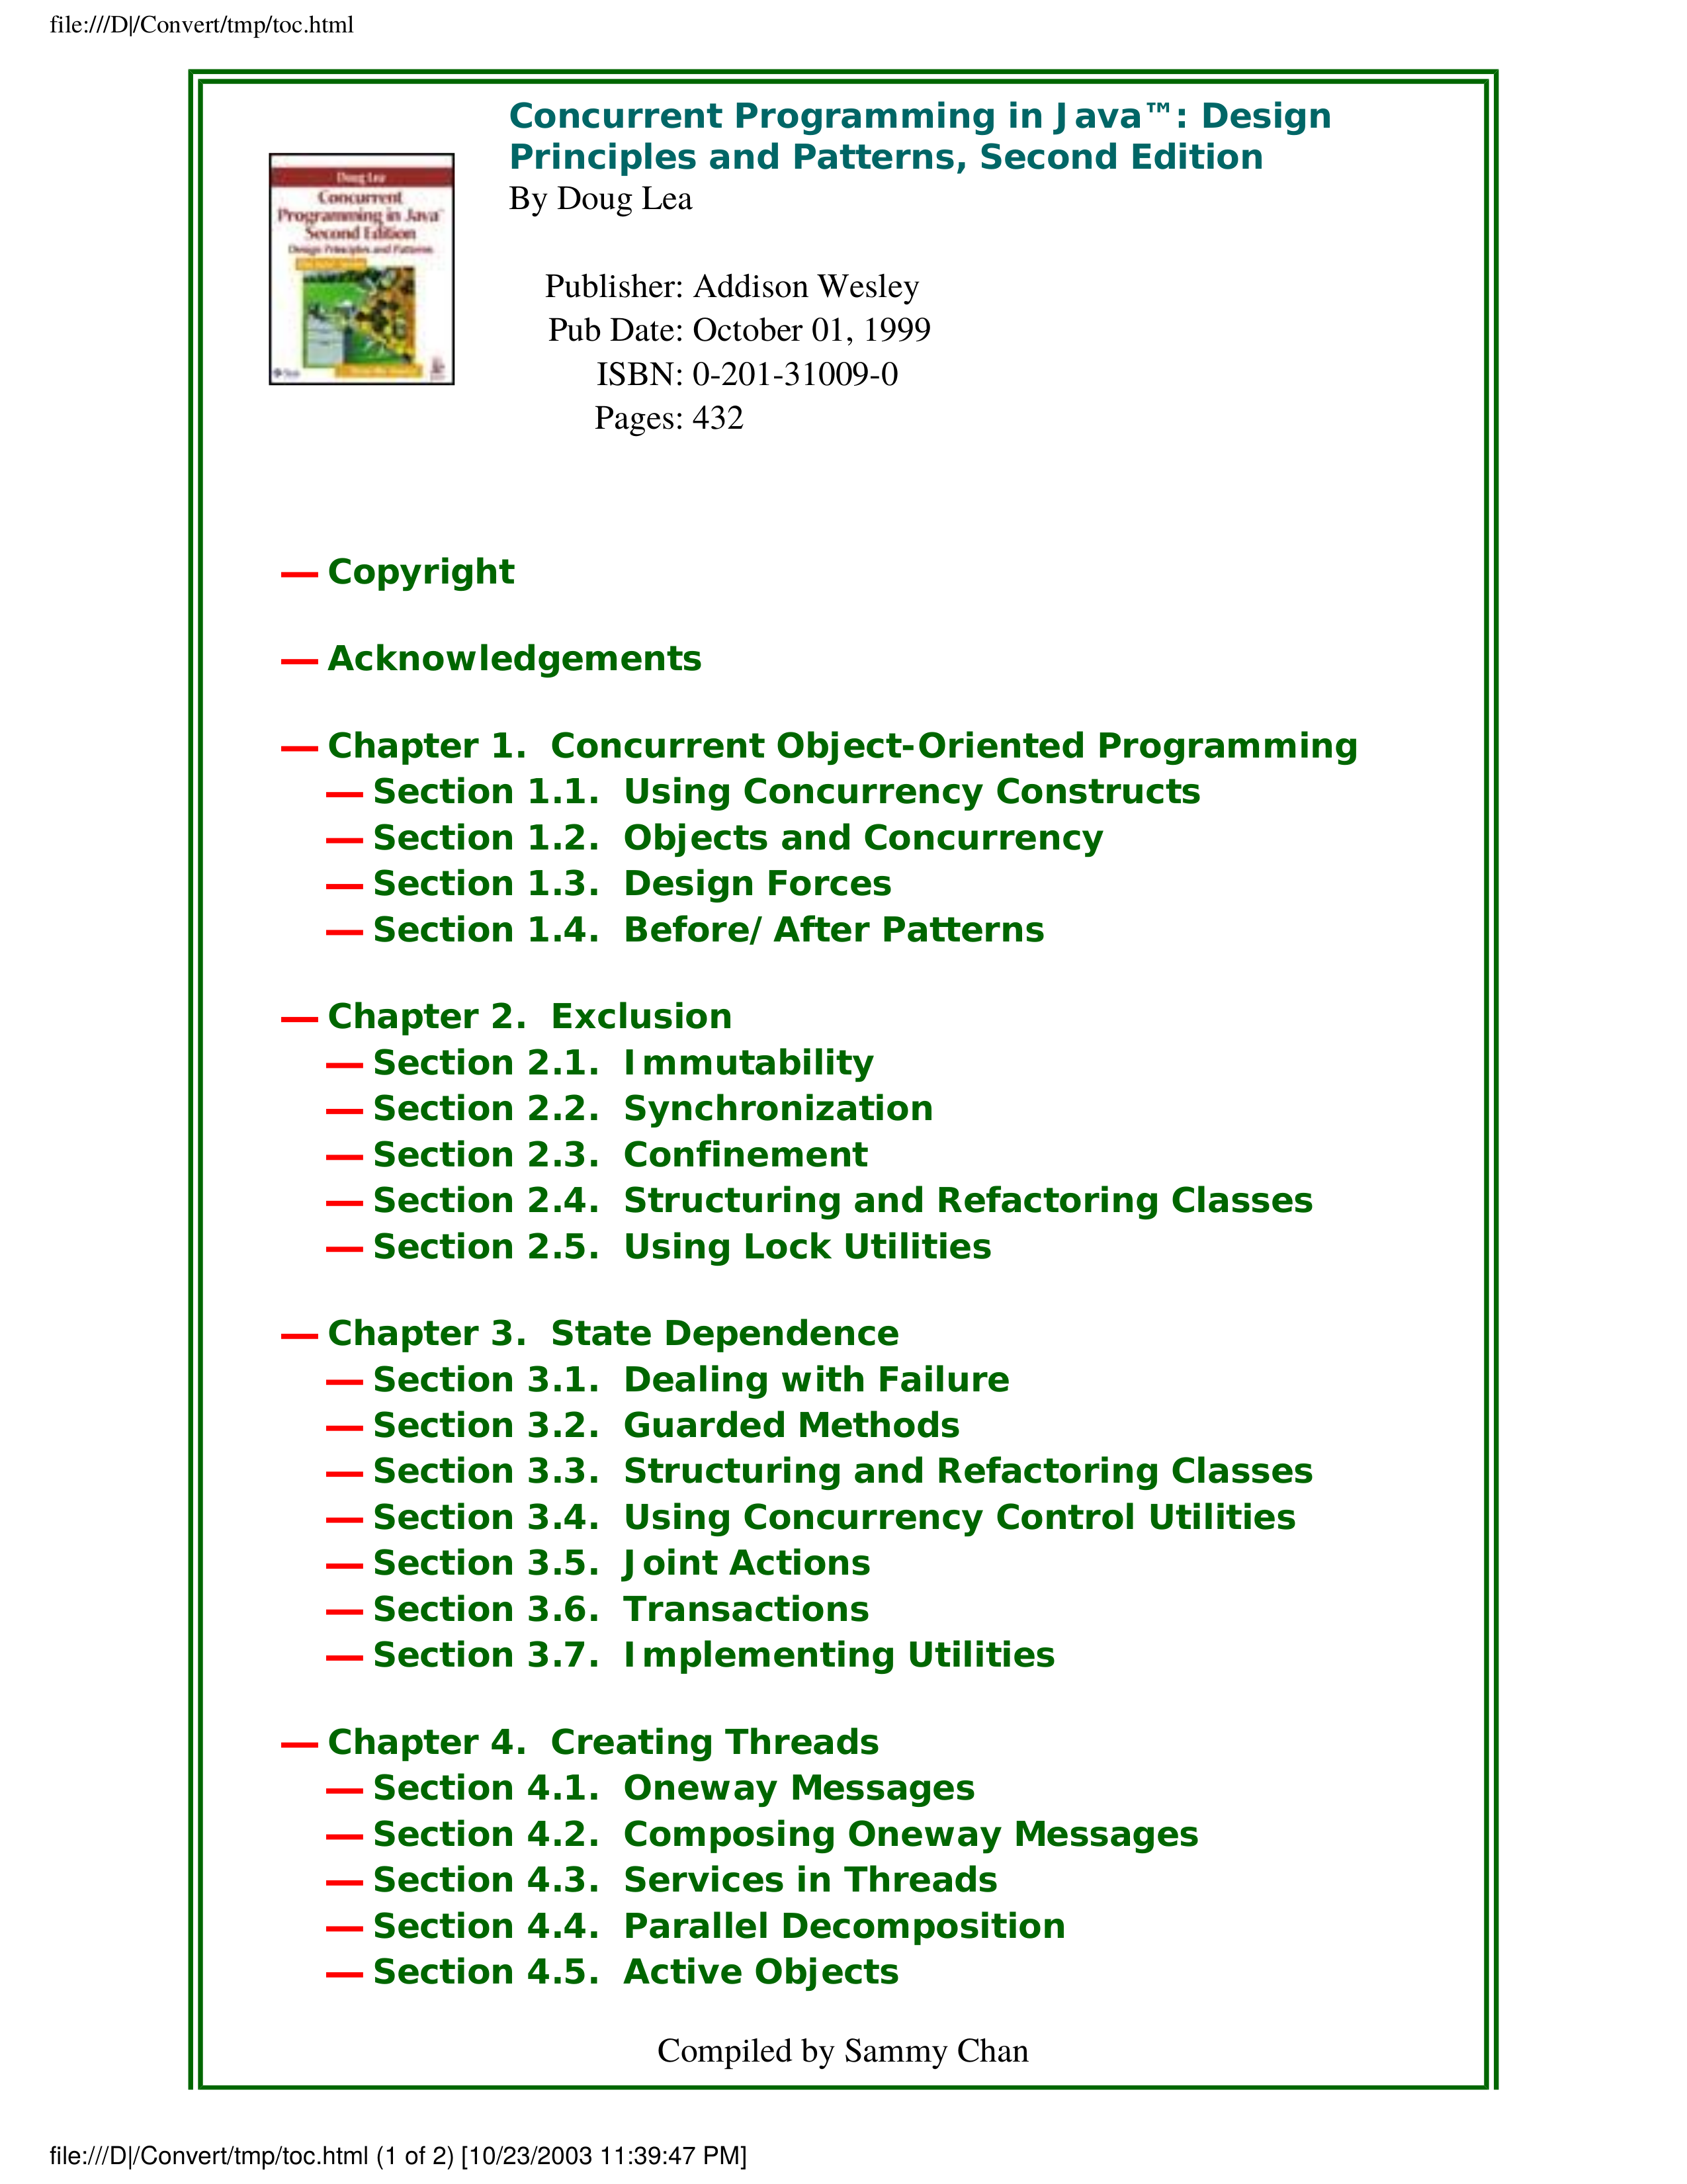 file:///D|/Convert/tmp/toc.html
Concurrent Programming in Java™: Design
Principles and Patterns, Second Edition
By Doug Lea
Doug Lea
Concurrent
Programming in Java™
Second Edition
Design Principles and Patterns
Publisher: Addison Wesley
Pub Date: October 01, 1999
ISBN: 0-201-31009-0
Pages: 432
Copyright
Acknowledgements
Chapter 1. Concurrent Object-Oriented Programming
Section 1.1. Using Concurrency Constructs
Section 1.2. Objects and Concurrency
Section 1.3. Design Forces
Section 1.4. Before/ After Patterns
Chapter 2. Exclusion
Section 2.1. Immutability
Section 2.2. Synchronization
Section 2.3. Confinement
Section 2.4. Structuring and Refactoring Classes
Section 2.5. Using Lock Utilities
Chapter 3. State Dependence
Section 3.1. Dealing with Failure
Section 3.2. Guarded Methods
Section 3.3. Structuring and Refactoring Classes
Section 3.4. Using Concurrency Control Utilities
Section 3.5. Joint Actions
Section 3.6. Transactions
Section 3.7. Implementing Utilities
Chapter 4. Creating Threads
Section 4.1. Oneway Messages
Section 4.2. Composing Oneway Messages
Section 4.3. Services in Threads
Section 4.4. Parallel Decomposition
Section 4.5. Active Objects
Compiled by Sammy Chan
file:///D|/Convert/tmp/toc.html (1 of 2) [10/23/2003 11:39:47 PM]